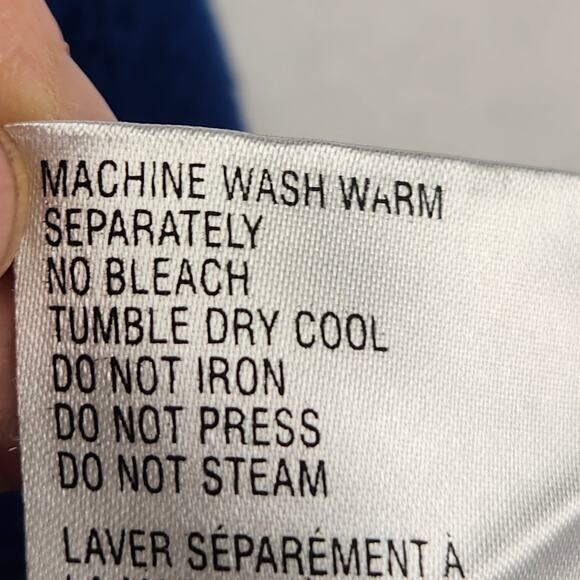 MACHINE WASH WARM
SEPARATELY
NO BLEACH
TUMBLE DRY COOL
DO NOT IRON
DO NOT PRESS
DO NOT STEAM
LAVER SÉPARÉMENT À
LA